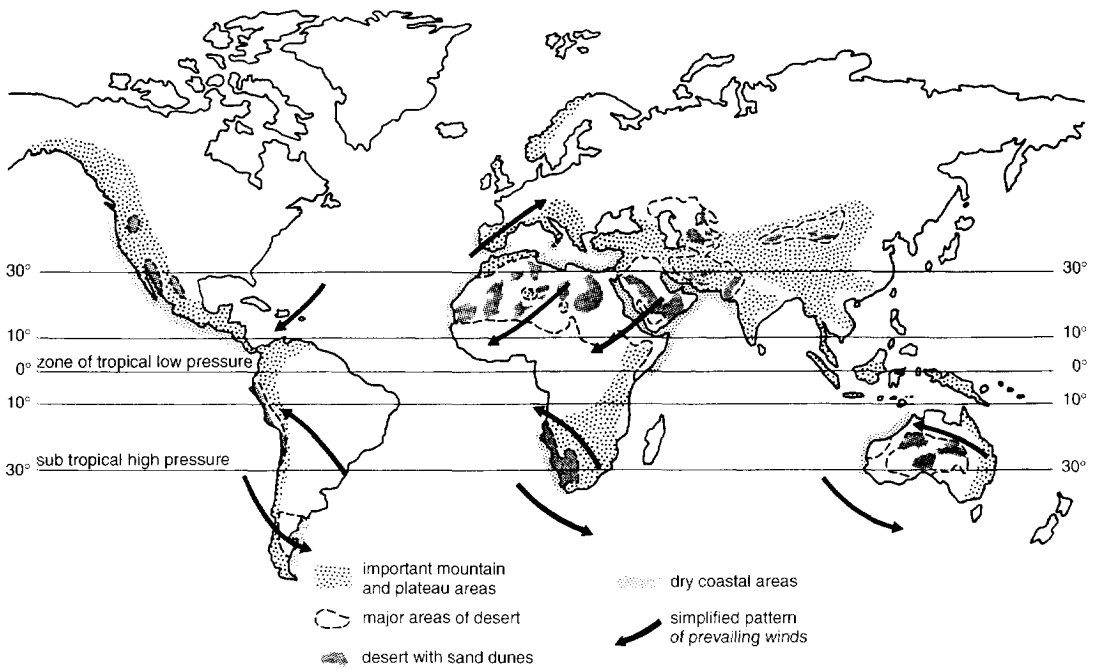 30° 30°
10° 10°
zone of tropical low pressure
0° 0°
10° 10°
sub tropical high pressure
30° 30°
important mountain
and plateau areas
major areas of desert
desert with sand dunes
dry coastal areas
simplified pattern
of prevailing winds